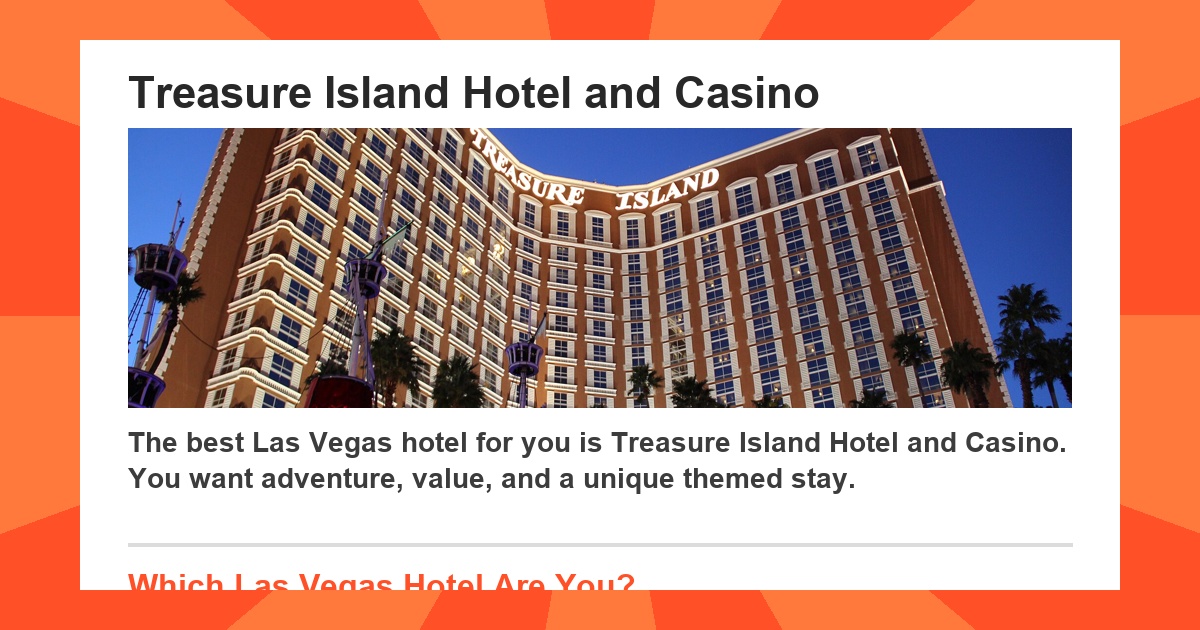 Treasure Island Hotel and Casino
TREASURE ISLAND
The best Las Vegas hotel for you is Treasure Island Hotel and Casino.
You want adventure, value, and a unique themed stay.
Which Las Vegas Hotel Are You?